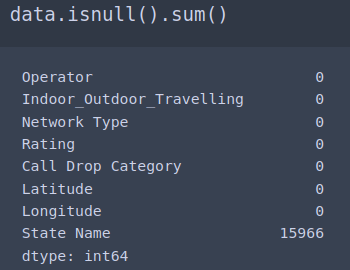 data.isnull().sum()
Operator 0
Indoor_Outdoor_Travelling 0
Network Type 0
Rating 0
Call Drop Category 0
Latitude 0
Longitude 0
State Name 15966
dtype: int64